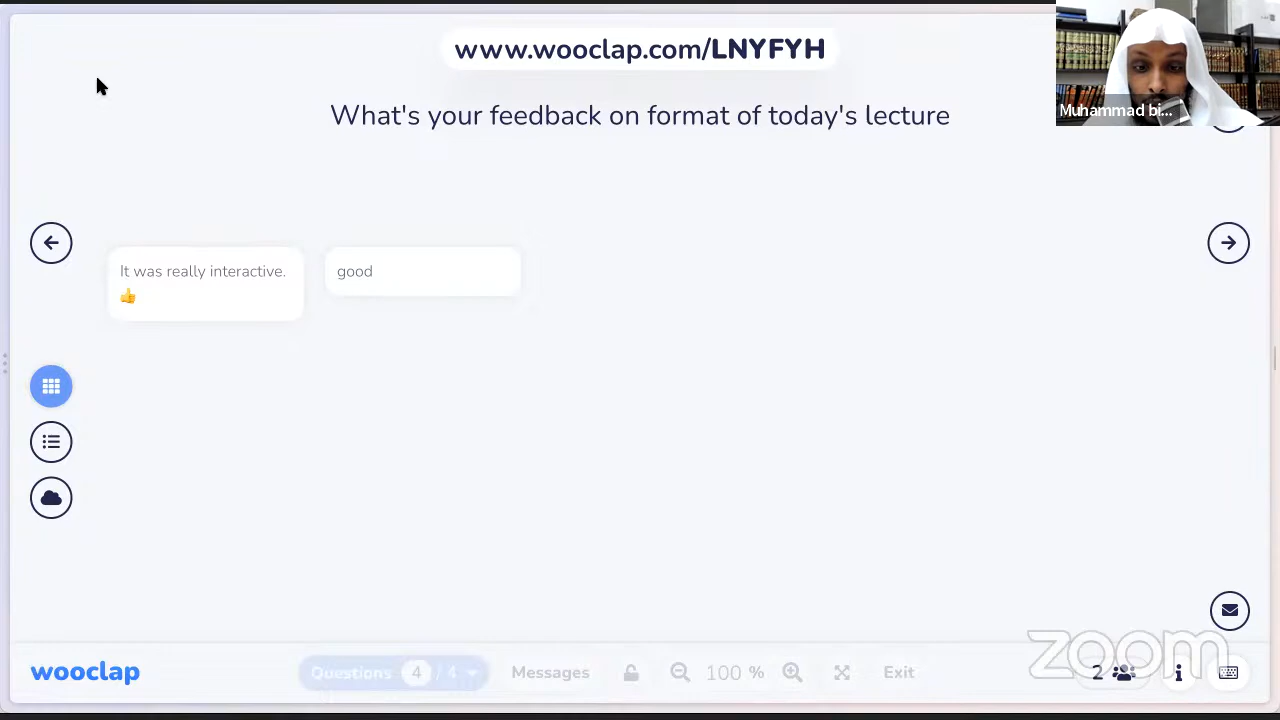 www.wooclap.com/LNYFYH
Muhammad bi...
What's your feedback on format of today's lecture
It was really interactive.
👍
good
wooclap
Questions 4 / 4
Messages
100 %
Exit
2
zoom